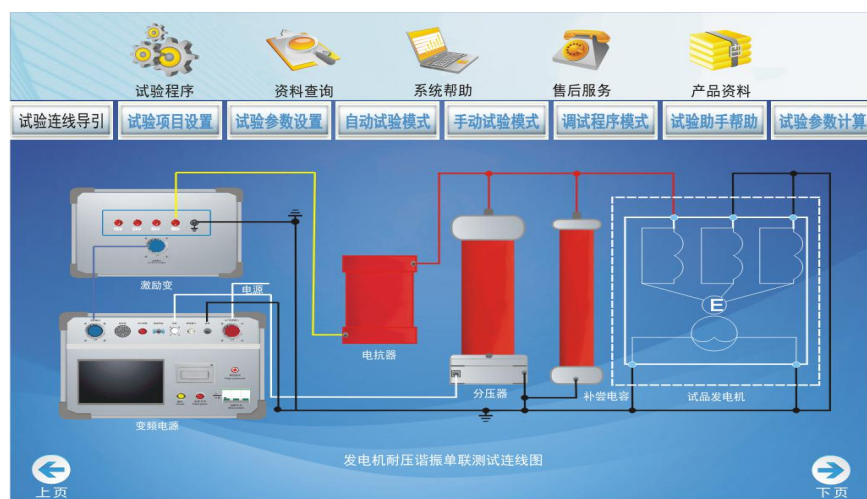 试验程序
资料查询
系统帮助
售后服务
产品资料
试验连线导引
试验项目设置
试验参数设置
自动试验模式
手动试验模式
调试程序模式
试验助手帮助
试验参数计算
激励变
电源
变频电源
电抗器
分压器
补尝电容
E
试品发电机
发电机耐压谐振单联测试连线图
上页
下页